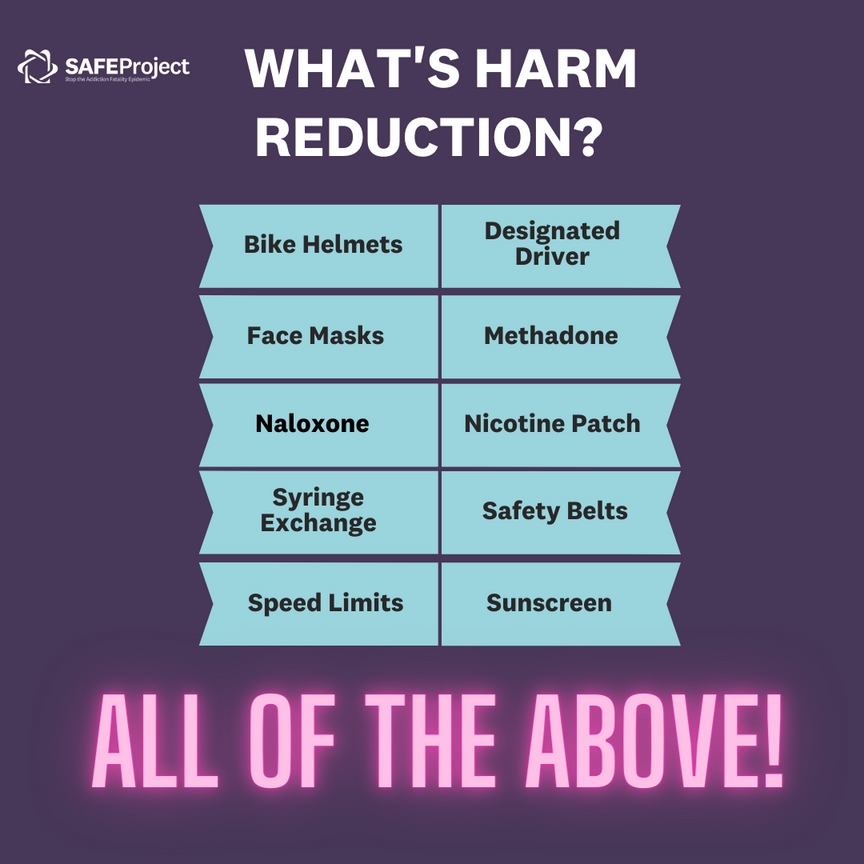 SAFEProject
Stop the Addiction Fatality Epidemic
WHAT'S HARM
REDUCTION?
Bike Helmets
Designated
Driver
Face Masks
Methadone
Naloxone
Nicotine Patch
Syringe
Exchange
Safety Belts
Speed Limits
Sunscreen
ALL OF THE ABOVE!